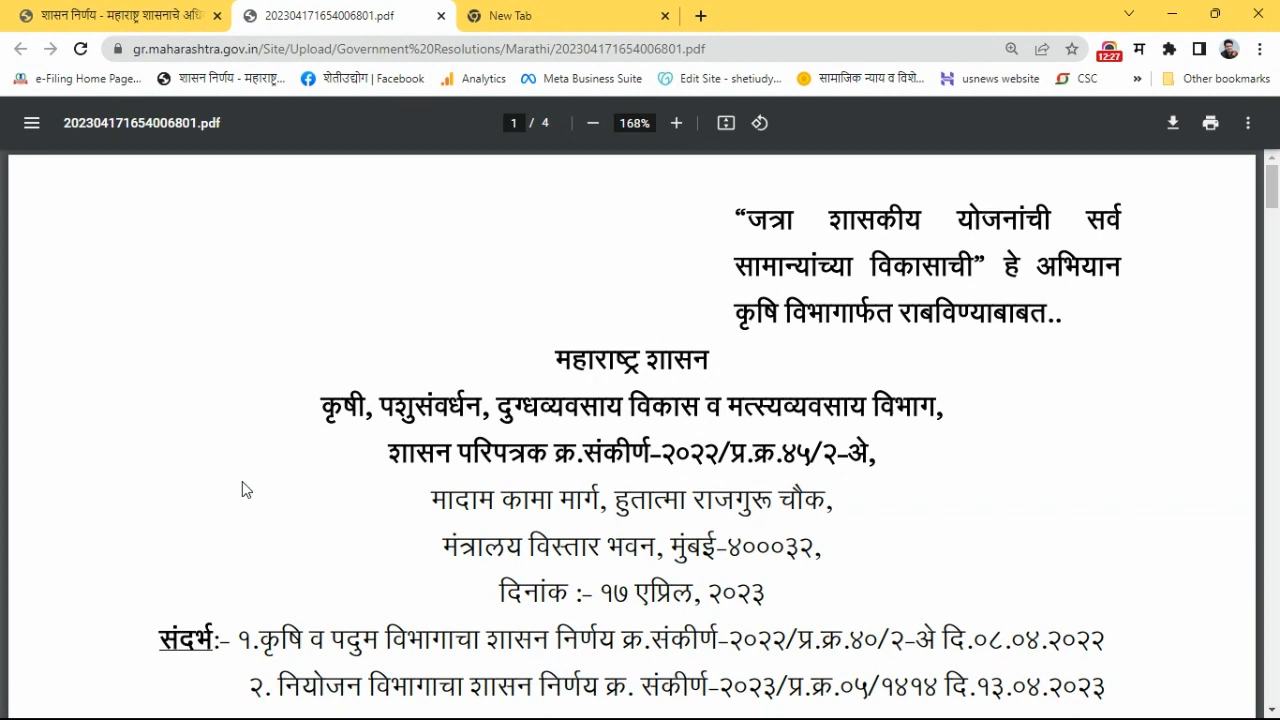 शासन निर्णय - महाराष्ट्र शासनाचे अधि
202304171654006801.pdf
New Tab
gr.maharashtra.gov.in/Site/Upload/Government%20Resolutions/Marathi/202304171654006801.pdf
12:27
म
e-Filing Home Page...
शासन निर्णय - महाराष्ट्र...
शेतीउद्योग | Facebook
Analytics
Meta Business Suite
Edit Site - shetiudy...
सामाजिक न्याय व विशे...
usnews website
CSC
»
Other bookmarks
202304171654006801.pdf
1 / 4
168%
“जत्रा शासकीय योजनांची सर्व
सामान्यांच्या विकासाची” हे अभियान
कृषि विभागार्फत राबविण्याबाबत..
महाराष्ट्र शासन
कृषी, पशुसंवर्धन, दुग्धव्यवसाय विकास व मत्स्यव्यवसाय विभाग,
शासन परिपत्रक क्र.संकीर्ण-२०२२/प्र.क्र.४५/२-अे,
मादाम कामा मार्ग, हुतात्मा राजगुरू चौक,
मंत्रालय विस्तार भवन, मुंबई-४०००३२,
दिनांक :- १७ एप्रिल, २०२३
संदर्भ:- १.कृषि व पदुम विभागाचा शासन निर्णय क्र.संकीर्ण-२०२२/प्र.क्र.४०/२-अे दि.०८.०४.२०२२
२. नियोजन विभागाचा शासन निर्णय क्र. संकीर्ण-२०२३/प्र.क्र.०५/१४१४ दि.१३.०४.२०२३